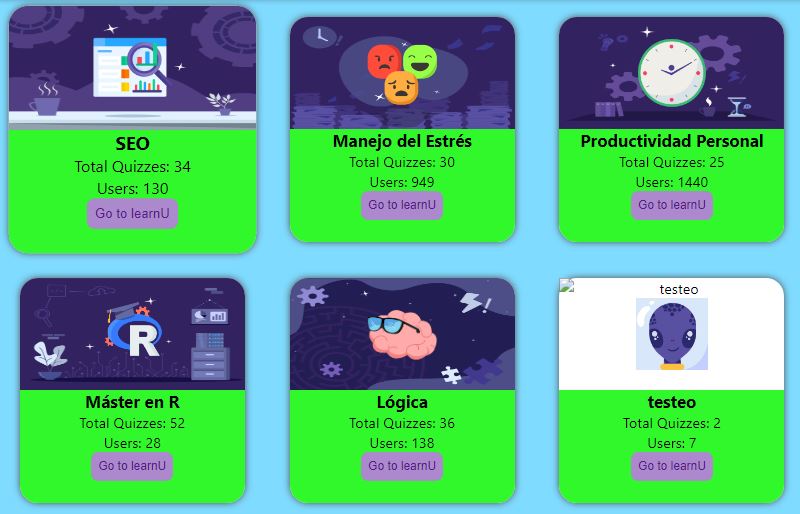 SEO
Total Quizzes: 34
Users: 130
Go to learnU
Manejo del Estrés
Total Quizzes: 30
Users: 949
Go to learnU
Productividad Personal
Total Quizzes: 25
Users: 1440
Go to learnU
R
Máster en R
Total Quizzes: 52
Users: 28
Go to learnU
Lógica
Total Quizzes: 36
Users: 138
Go to learnU
testeo
testeo
Total Quizzes: 2
Users: 7
Go to learnU